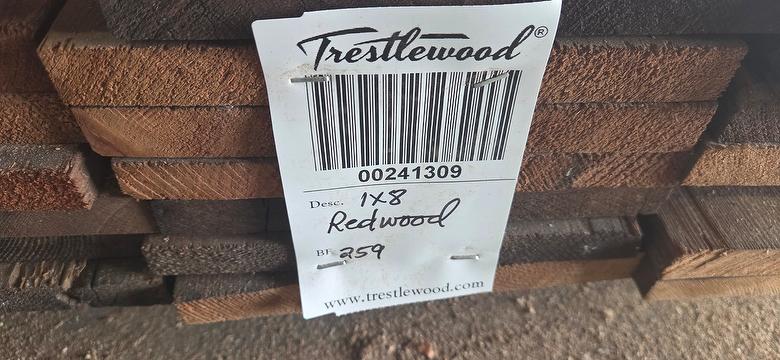 Trestlewood®
00241309
Desc. 1x8
Redwood
BF 259
www.trestlewood.com